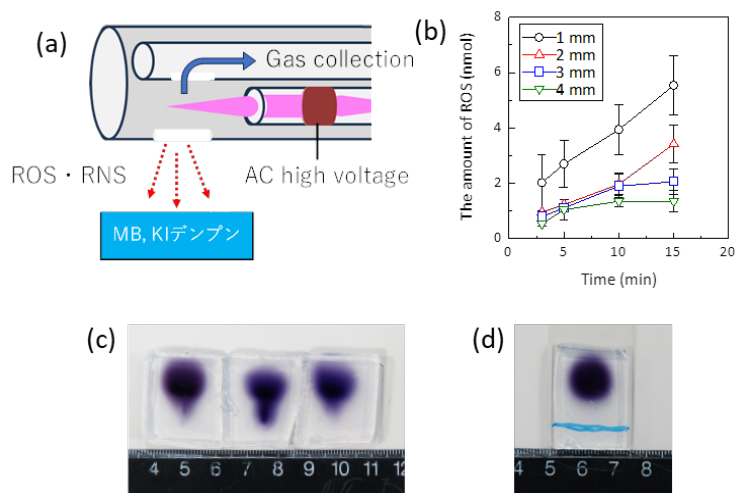 (a)
Gas collection
ROS・RNS
AC high voltage
MB, KIデンプン
(b)
The amount of ROS (nmol)
8
6
4
2
0
1 mm
2 mm
3 mm
4 mm
0 5 10 15 20
Time (min)
(c)
4 5 6 7 8 9 10 11 12
(d)
5 6 7 8